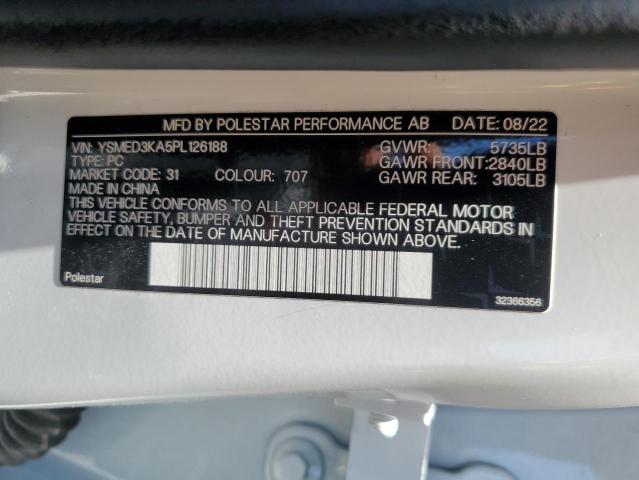 MFD BY POLESTAR PERFORMANCE AB DATE: 08/22
VIN: YSMED3KA5PL126188 GVWR: 5735LB
TYPE: PC GAWR FRONT: 2840LB
MARKET CODE: 31 COLOUR: 707 GAWR REAR: 3105LB
MADE IN CHINA
THIS VEHICLE CONFORMS TO ALL APPLICABLE FEDERAL MOTOR
VEHICLE SAFETY, BUMPER AND THEFT PREVENTION STANDARDS IN
EFFECT ON THE DATE OF MANUFACTURE SHOWN ABOVE.
Polestar 32366356